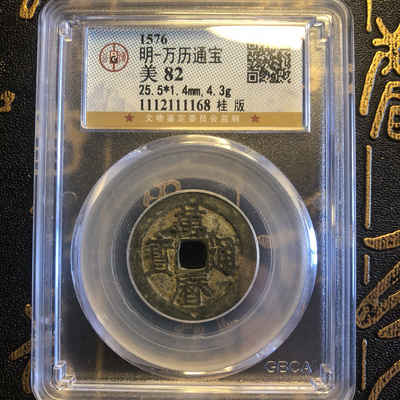 1576
明-万历通宝
美 82
25.5*1.4mm, 4.3g
1112111168 桂 版
★ 文物鉴定委员会监制 ★
萬
寶 通
曆
GBCA